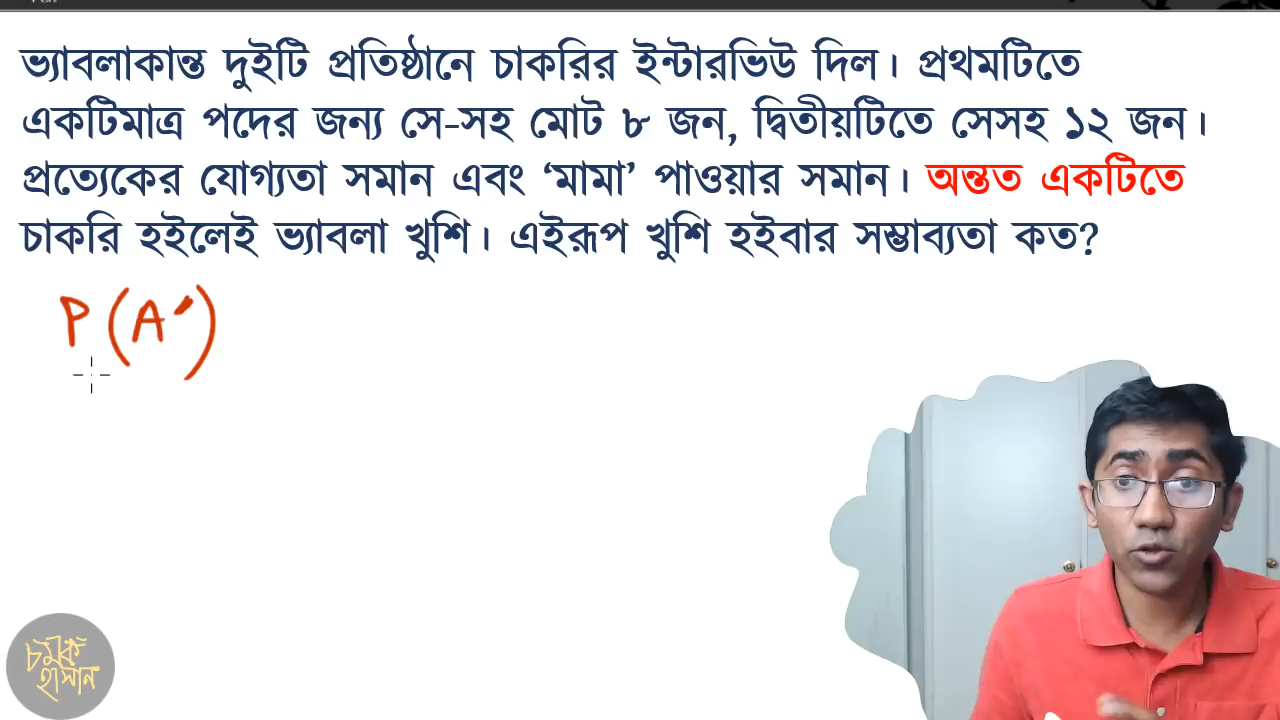 ভ্যাবলাকান্ত দুইটি প্রতিষ্ঠানে চাকরির ইন্টারভিউ দিল। প্রথমটিতে
একটিমাত্র পদের জন্য সে-সহ মোট ৮ জন, দ্বিতীয়টিতে সেসহ ১২ জন।
প্রত্যেকের যোগ্যতা সমান এবং ‘মামা’ পাওয়ার সমান। অন্তত একটিতে
চাকরি হইলেই ভ্যাবলা খুশি। এইরূপ খুশি হইবার সম্ভাব্যতা কত?
P(A′)
চমক
হাসান